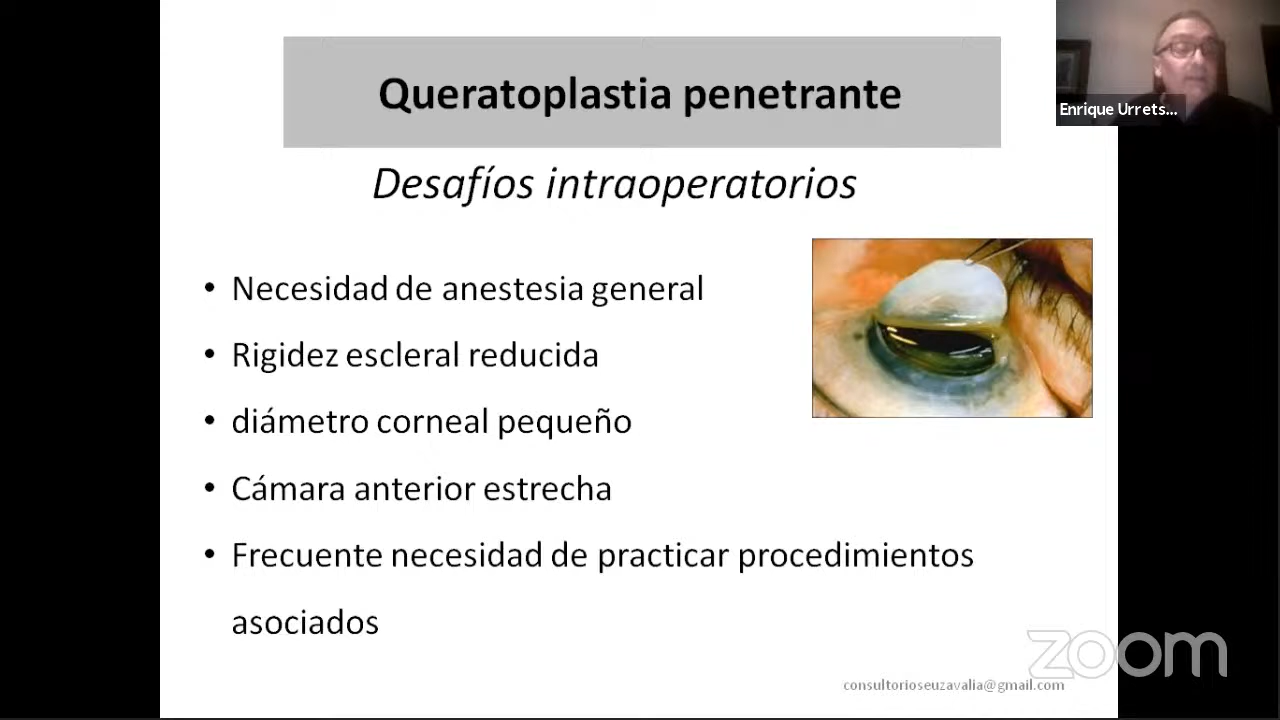 Queratoplastia penetrante
Enrique Urrets...
Desafíos intraoperatorios
• Necesidad de anestesia general
• Rigidez escleral reducida
• diámetro corneal pequeño
• Cámara anterior estrecha
• Frecuente necesidad de practicar procedimientos
asociados
zoom
consultorioseuzavalia@gmail.com